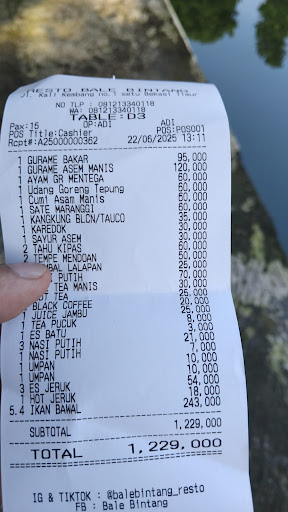 RESTO BALE BINTANG
JL. Kali Kembang no.1 setu Bekasi Timur
NO TLP : 081213340118
WA: 081213340118
TABLE: D3
Pax:15 OP:ADI ADI
POS Title:Cashier POS:POS001
Rcpt#:A25000000362 22/06/2025 13:11
1 GURAME BAKAR 95,000
1 GURAME ASEM MANIS 120,000
1 AYAM GR MENTEGA 60,000
1 Udang Goreng Tepung 60,000
1 Cumi Asam Manis 60,000
1 SATE MARANGGI 60,000
1 KANGKUNG BLCN/TAUCO 35,000
1 KAREDOK 30,000
1 SAYUR ASEM 30,000
2 TAHU KIPAS 60,000
2 TEMPE MENDOAN 50,000
LALAPAN 25,000
PUTIH 70,000
TEA MANIS 30,000
TEA 25,000
BLACK COFFEE 20,000
1 JUICE JAMBU 25,000
1 TEA PUCUK 8,000
1 ES BATU 3,000
3 NASI PUTIH 21,000
1 NASI PUTIH 7,000
1 UMPAN 10,000
1 UMPAN 10,000
3 ES JERUK 54,000
1 HOT JERUK 18,000
5.4 IKAN BAWAL 243,000
SUBTOTAL 1,229,000
TOTAL 1,229,000
IG & TIKTOK : @balebintang_resto
FB : Bale Bintang